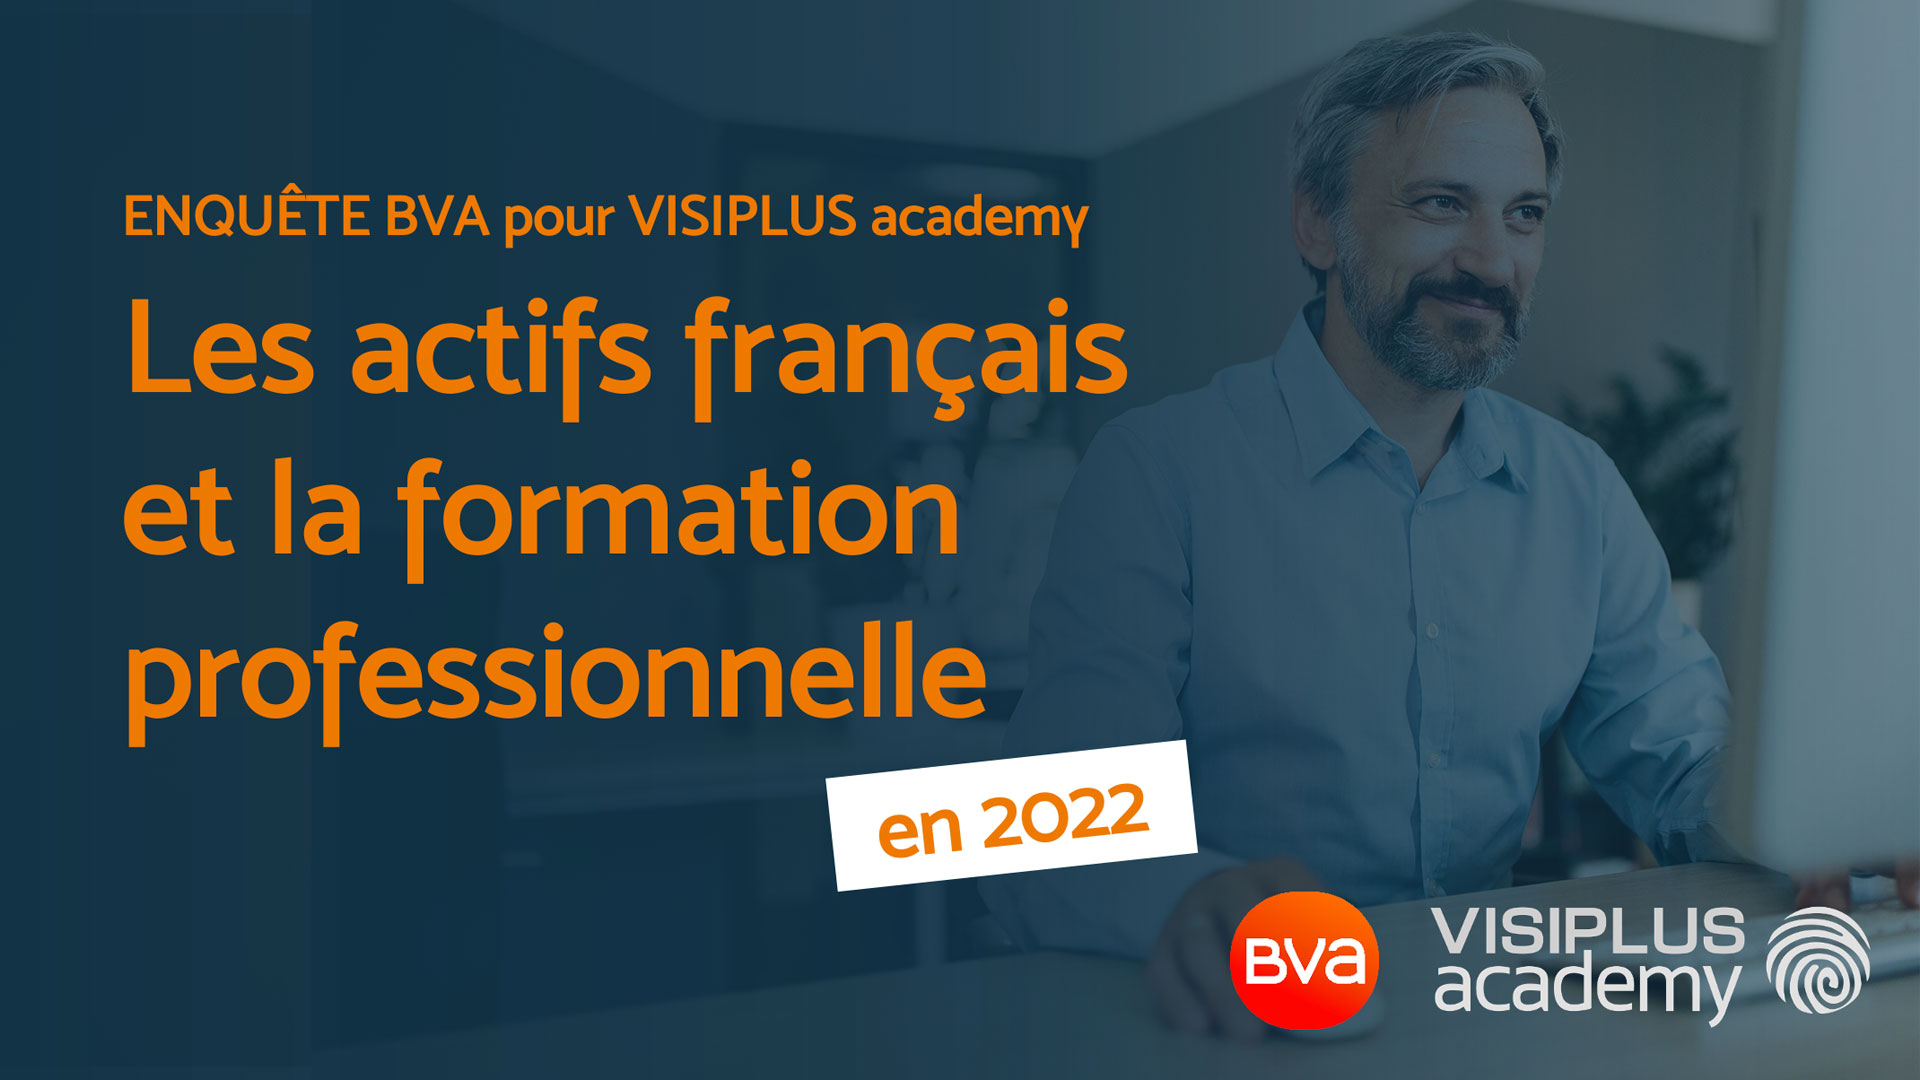 ENQUÊTE BVA pour VISIPLUS academy
Les actifs français
et la formation
professionnelle
en 2022
BVa
VISIPLUS
academy